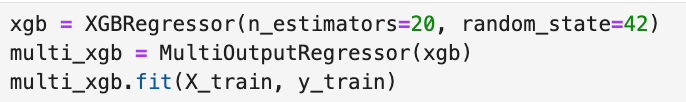 xgb = XGBRegressor(n_estimators=20, random_state=42)
multi_xgb = MultiOutputRegressor(xgb)
multi_xgb.fit(X_train, y_train)